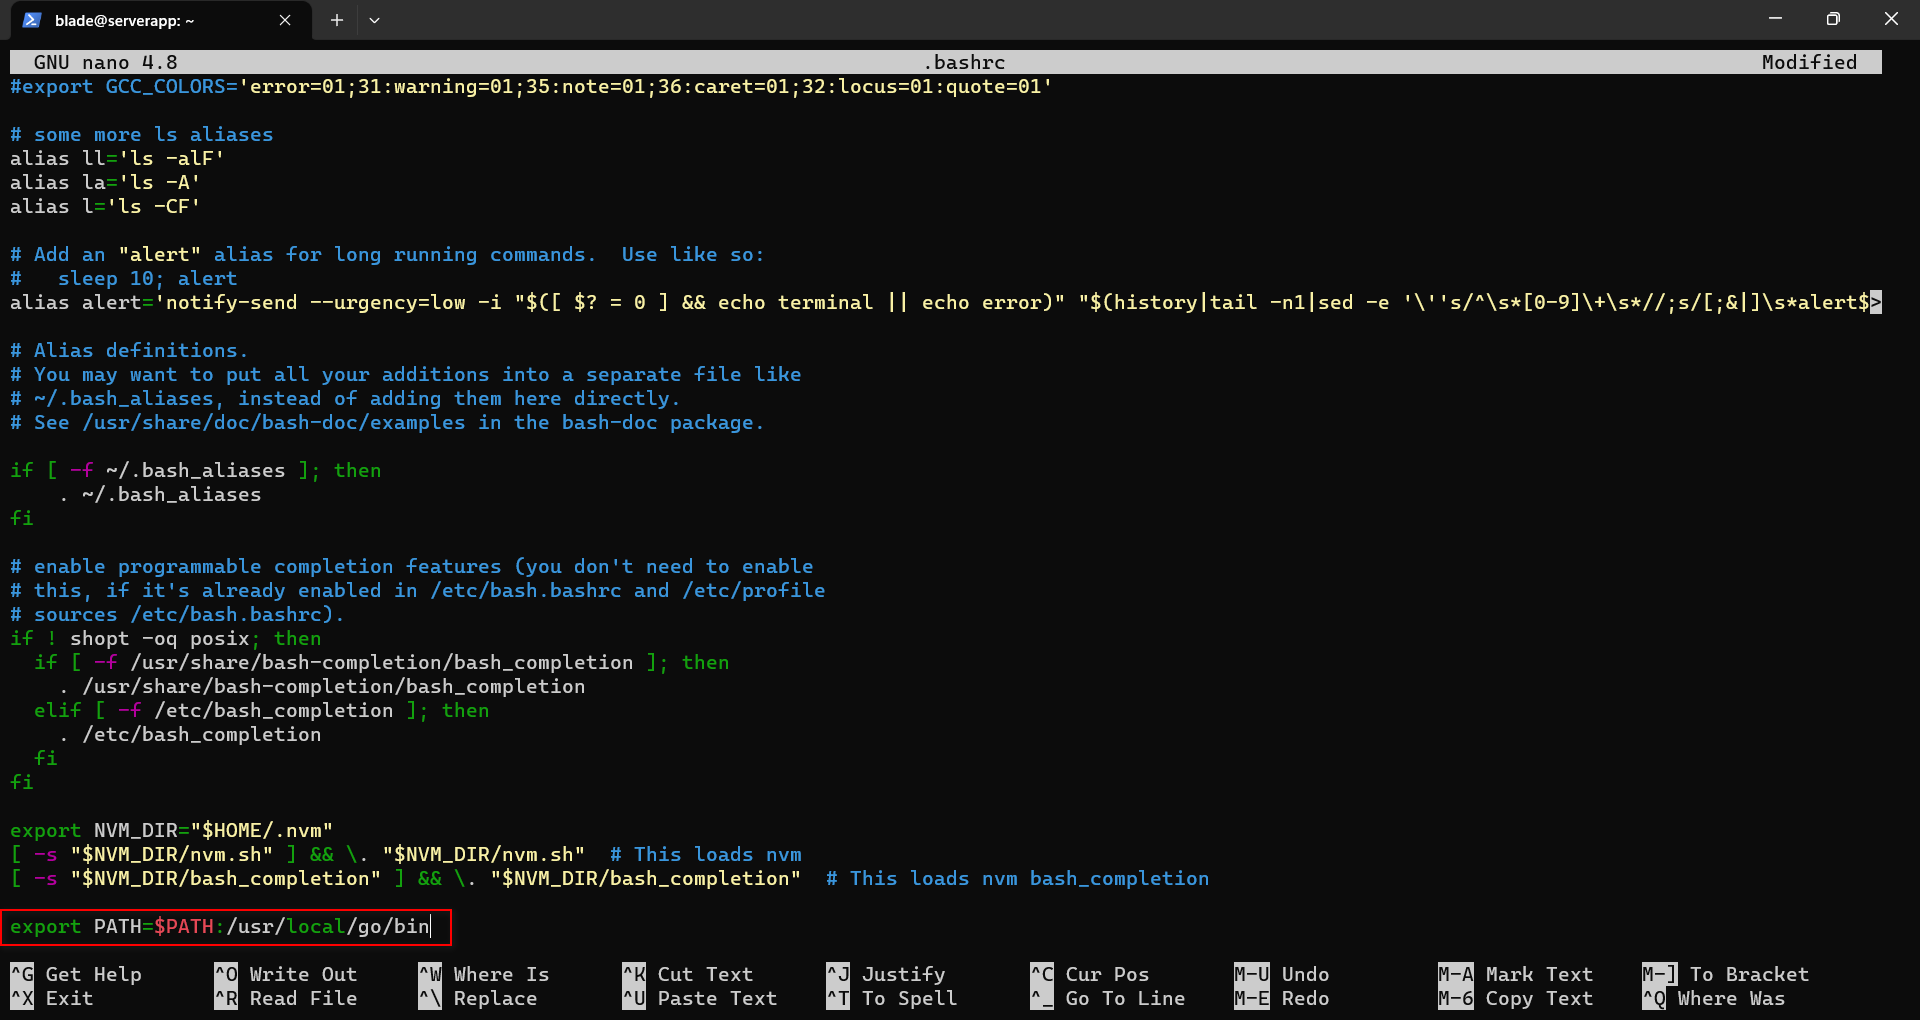 blade@serverapp: ~
GNU nano 4.8 .bashrc Modified
#export GCC_COLORS='error=01;31:warning=01;35:note=01;36:caret=01;32:locus=01:quote=01'
# some more ls aliases
alias ll='ls -alF'
alias la='ls -A'
alias l='ls -CF'
# Add an "alert" alias for long running commands.  Use like so:
#   sleep 10; alert
alias alert='notify-send --urgency=low -i "$([ $? = 0 ] && echo terminal || echo error)" "$(history|tail -n1|sed -e '\''s/^\s*[0-9]\+\s*//;s/[;&|]\s*alert$>
# Alias definitions.
# You may want to put all your additions into a separate file like
# ~/.bash_aliases, instead of adding them here directly.
# See /usr/share/doc/bash-doc/examples in the bash-doc package.
if [ -f ~/.bash_aliases ]; then
    . ~/.bash_aliases
fi
# enable programmable completion features (you don't need to enable
# this, if it's already enabled in /etc/bash.bashrc and /etc/profile
# sources /etc/bash.bashrc).
if ! shopt -oq posix; then
  if [ -f /usr/share/bash-completion/bash_completion ]; then
    . /usr/share/bash-completion/bash_completion
  elif [ -f /etc/bash_completion ]; then
    . /etc/bash_completion
  fi
fi
export NVM_DIR="$HOME/.nvm"
[ -s "$NVM_DIR/nvm.sh" ] && \. "$NVM_DIR/nvm.sh"  # This loads nvm
[ -s "$NVM_DIR/bash_completion" ] && \. "$NVM_DIR/bash_completion"  # This loads nvm bash_completion
export PATH=$PATH:/usr/local/go/bin
^G Get Help ^O Write Out ^W Where Is ^K Cut Text ^J Justify ^C Cur Pos M-U Undo M-A Mark Text M-] To Bracket
^X Exit ^R Read File ^\ Replace ^U Paste Text ^T To Spell ^_ Go To Line M-E Redo M-6 Copy Text ^Q Where Was